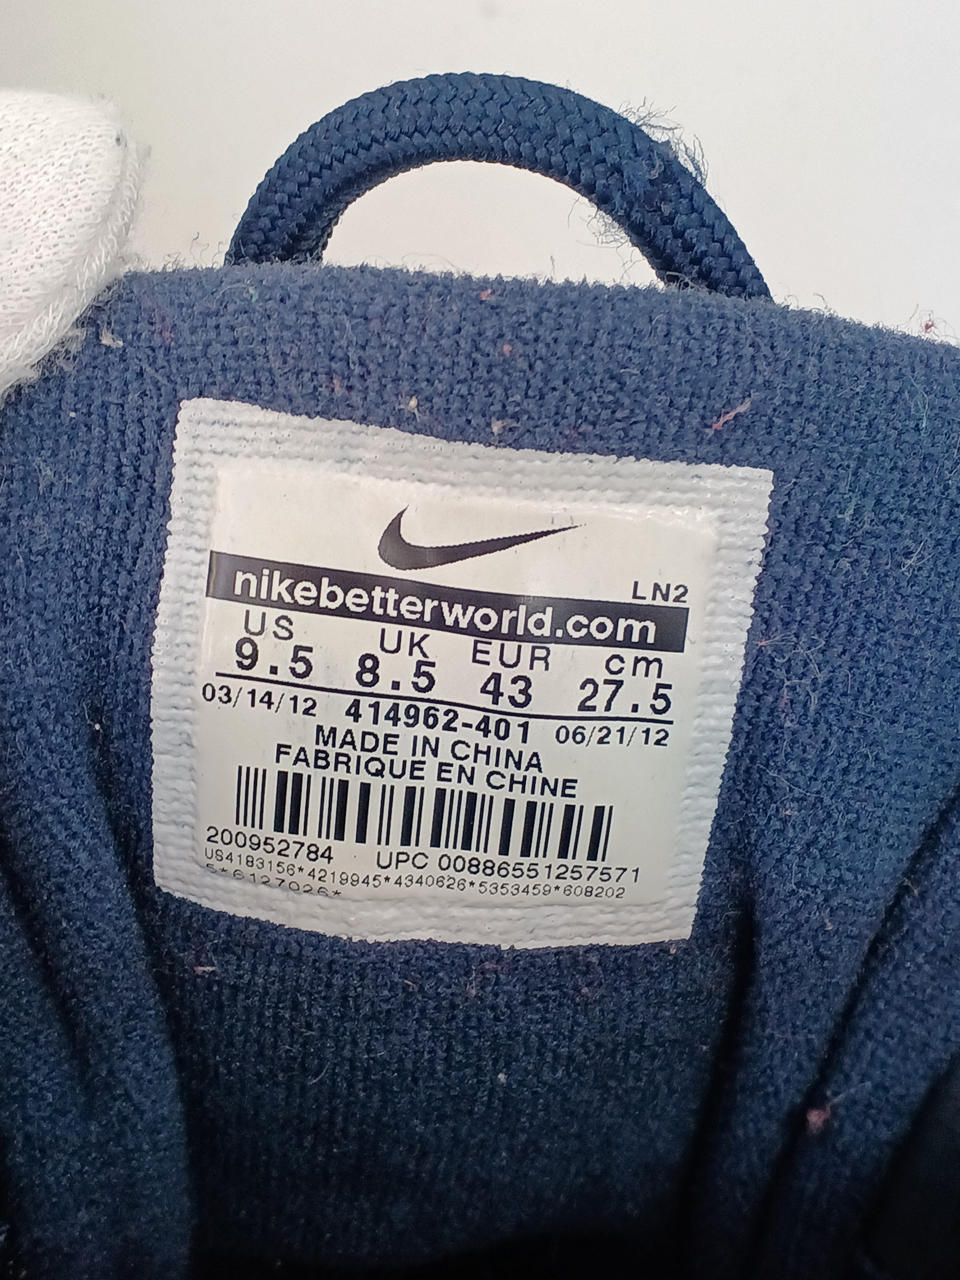 LN2
nikebetterworld.com
US UK EUR cm
9.5 8.5 43 27.5
03/14/12 414962-401 06/21/12
MADE IN CHINA
FABRIQUE EN CHINE
200952784 UPC 00886551257571
US4183156*4219945*4340626*5353459*608202
5*6127026*